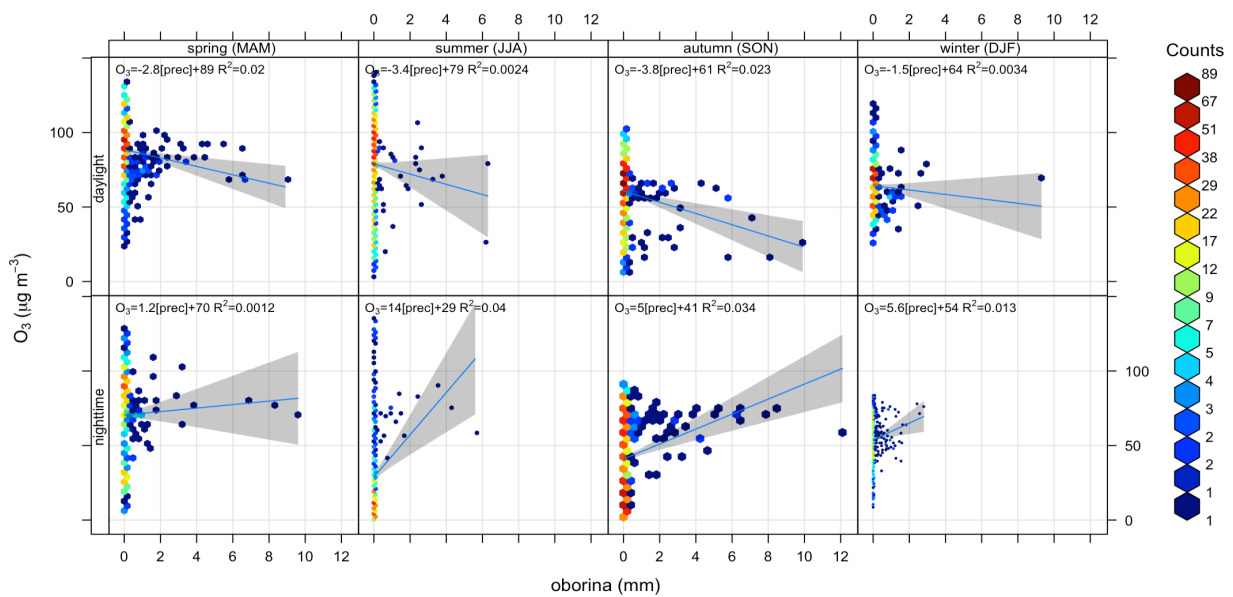 0 2 4 6 8 10 12 0 2 4 6 8 10 12
spring (MAM) summer (JJA) autumn (SON) winter (DJF)
O₃=-2.8[prec]+89 R²=0.02 O₃=-3.4[prec]+79 R²=0.0024 O₃=-3.8[prec]+61 R²=0.023 O₃=-1.5[prec]+64 R²=0.0034
100
50
0
daylight
O₃=1.2[prec]+70 R²=0.0012 O₃=14[prec]+29 R²=0.04 O₃=5[prec]+41 R²=0.034 O₃=5.6[prec]+54 R²=0.013
nighttime
100
50
0
O₃ (µg m⁻³)
0 2 4 6 8 10 12 0 2 4 6 8 10 12
oborina (mm)
Counts
89
67
51
38
29
22
17
12
9
7
5
4
3
2
2
1
1